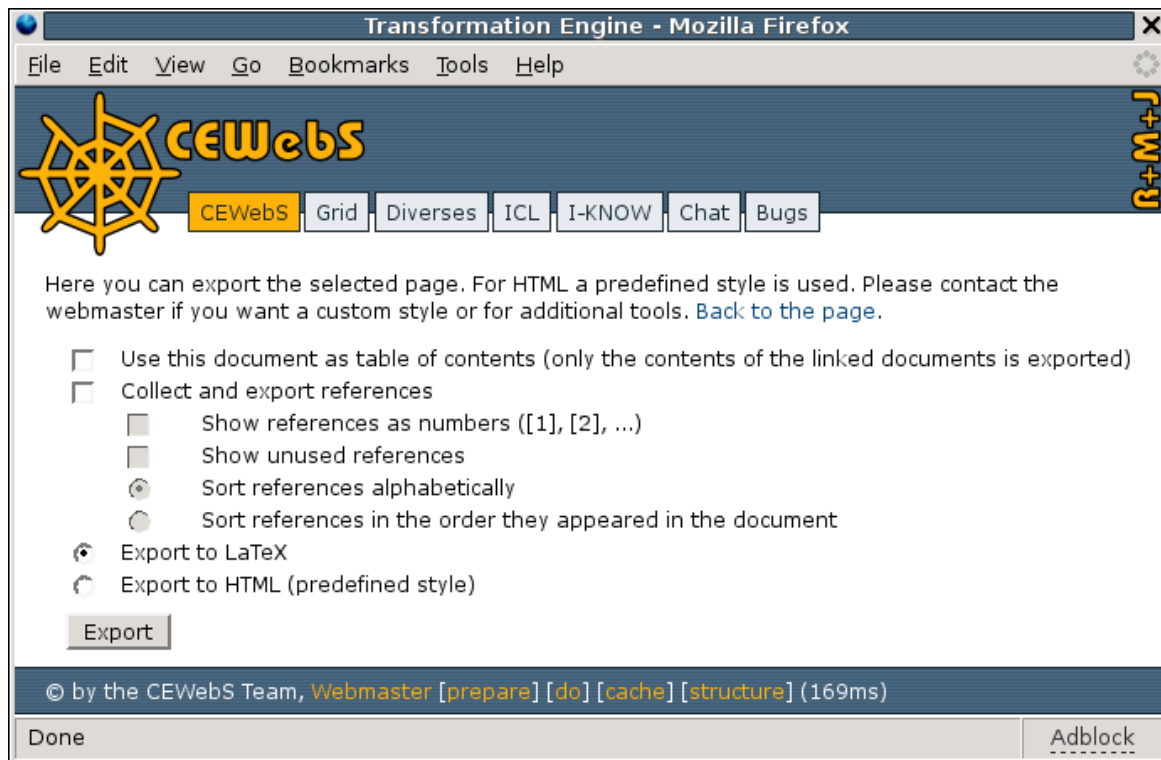 Transformation Engine - Mozilla Firefox
File Edit View Go Bookmarks Tools Help
CEWebS
r+W+y
CEWebS Grid Diverses ICL I-KNOW Chat Bugs
Here you can export the selected page. For HTML a predefined style is used. Please contact the
webmaster if you want a custom style or for additional tools. Back to the page.
Use this document as table of contents (only the contents of the linked documents is exported)
Collect and export references
Show references as numbers ([1], [2], ...)
Show unused references
Sort references alphabetically
Sort references in the order they appeared in the document
Export to LaTeX
Export to HTML (predefined style)
Export
© by the CEWebS Team, Webmaster [prepare] [do] [cache] [structure] (169ms)
Done
Adblock